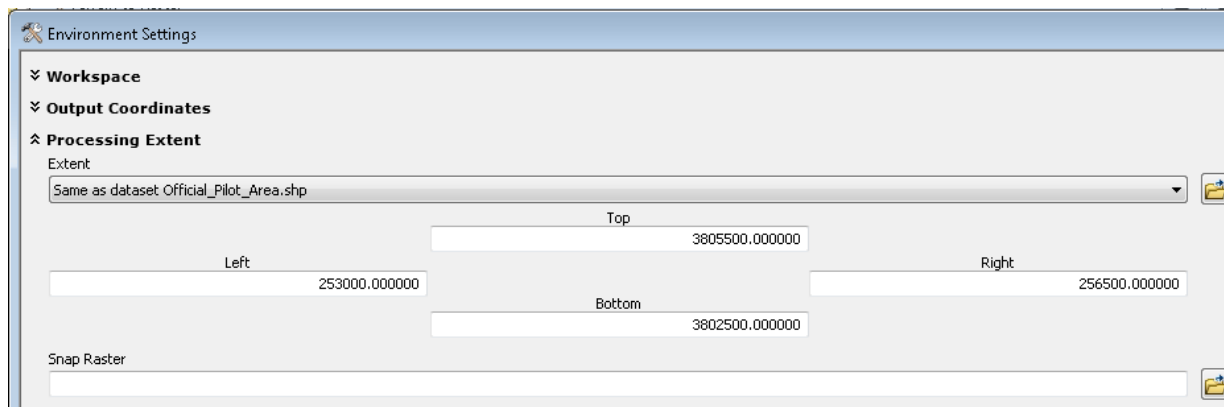 Environment Settings
Workspace
Output Coordinates
Processing Extent
Extent
Same as dataset Official_Pilot_Area.shp
Top
3805500.000000
Left Right
253000.000000 256500.000000
Bottom
3802500.000000
Snap Raster